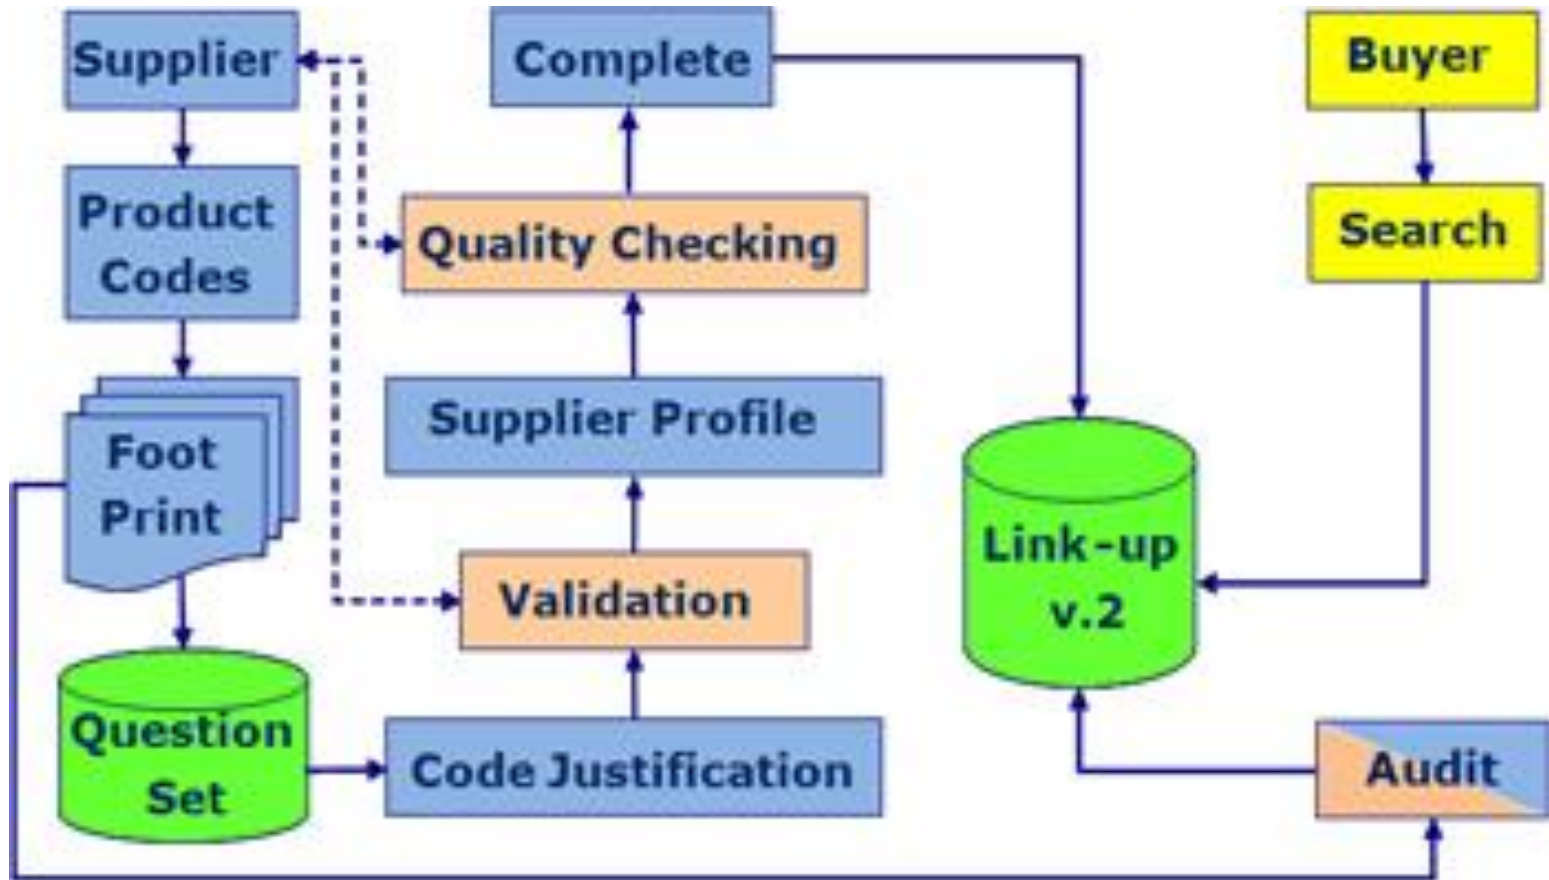 Supplier
Product
Codes
Foot
Print
Question
Set
Complete
Quality Checking
Supplier Profile
Validation
Code Justification
Link-up
v.2
Buyer
Search
Audit